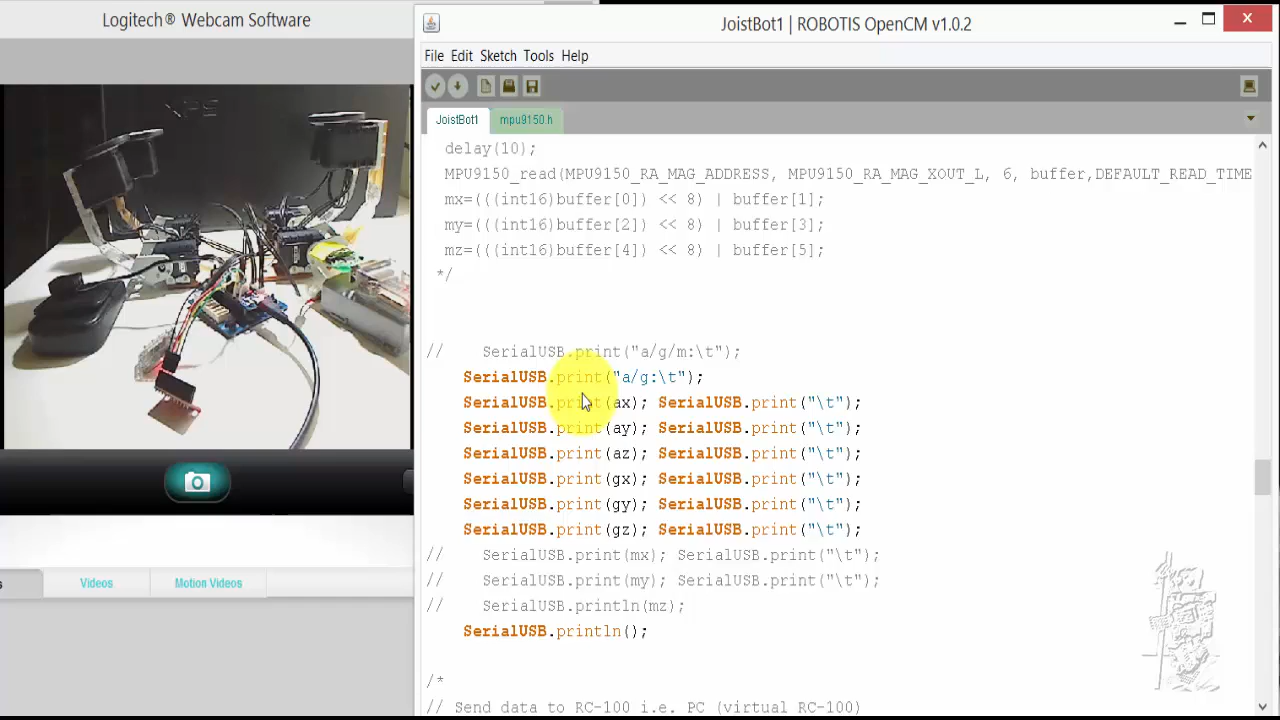 Logitech® Webcam Software
JoistBot1 | ROBOTIS OpenCM v1.0.2
File Edit Sketch Tools Help
JoistBot1 mpu9150.h
delay(10);
MPU9150_read(MPU9150_RA_MAG_ADDRESS, MPU9150_RA_MAG_XOUT_L, 6, buffer,DEFAULT_READ_TIME
mx=(((int16)buffer[0]) << 8) | buffer[1];
my=(((int16)buffer[2]) << 8) | buffer[3];
mz=(((int16)buffer[4]) << 8) | buffer[5];
*/
// SerialUSB.print("a/g/m:\t");
SerialUSB.print("a/g:\t");
SerialUSB.print(ax); SerialUSB.print("\t");
SerialUSB.print(ay); SerialUSB.print("\t");
SerialUSB.print(az); SerialUSB.print("\t");
SerialUSB.print(gx); SerialUSB.print("\t");
SerialUSB.print(gy); SerialUSB.print("\t");
SerialUSB.print(gz); SerialUSB.print("\t");
// SerialUSB.print(mx); SerialUSB.print("\t");
// SerialUSB.print(my); SerialUSB.print("\t");
// SerialUSB.println(mz);
SerialUSB.println();
/*
// Send data to RC-100 i.e. PC (virtual RC-100)
XPS
s Videos Motion Videos